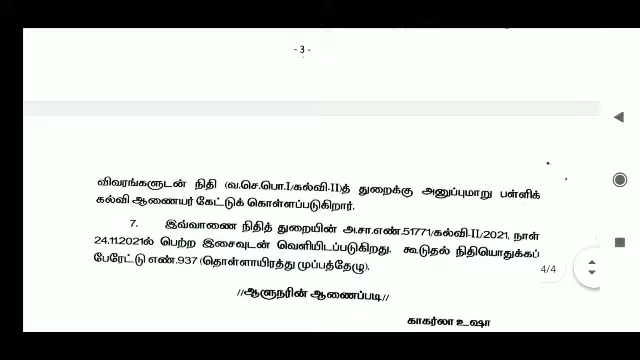 - 3 -
விவரங்களுடன் நிதி (வ.செ.பொ.I/கல்வி-II)த் துறைக்கு அனுப்புமாறு பள்ளிக்
கல்வி ஆணையர் கேட்டுக் கொள்ளப்படுகிறார்.
7. இவ்வாணை நிதித் துறையின் அ.சா.எண்.51771/கல்வி-II/2021, நாள்
24.11.2021ல் பெற்ற இசைவுடன் வெளியிடப்படுகிறது. கூடுதல் நிதியொதுக்கப்
பேரேட்டு எண்.937 (தொள்ளாயிரத்து முப்பத்தேழு).
4/4
//ஆளுநரின் ஆணைப்படி//
காகர்லா உஷா